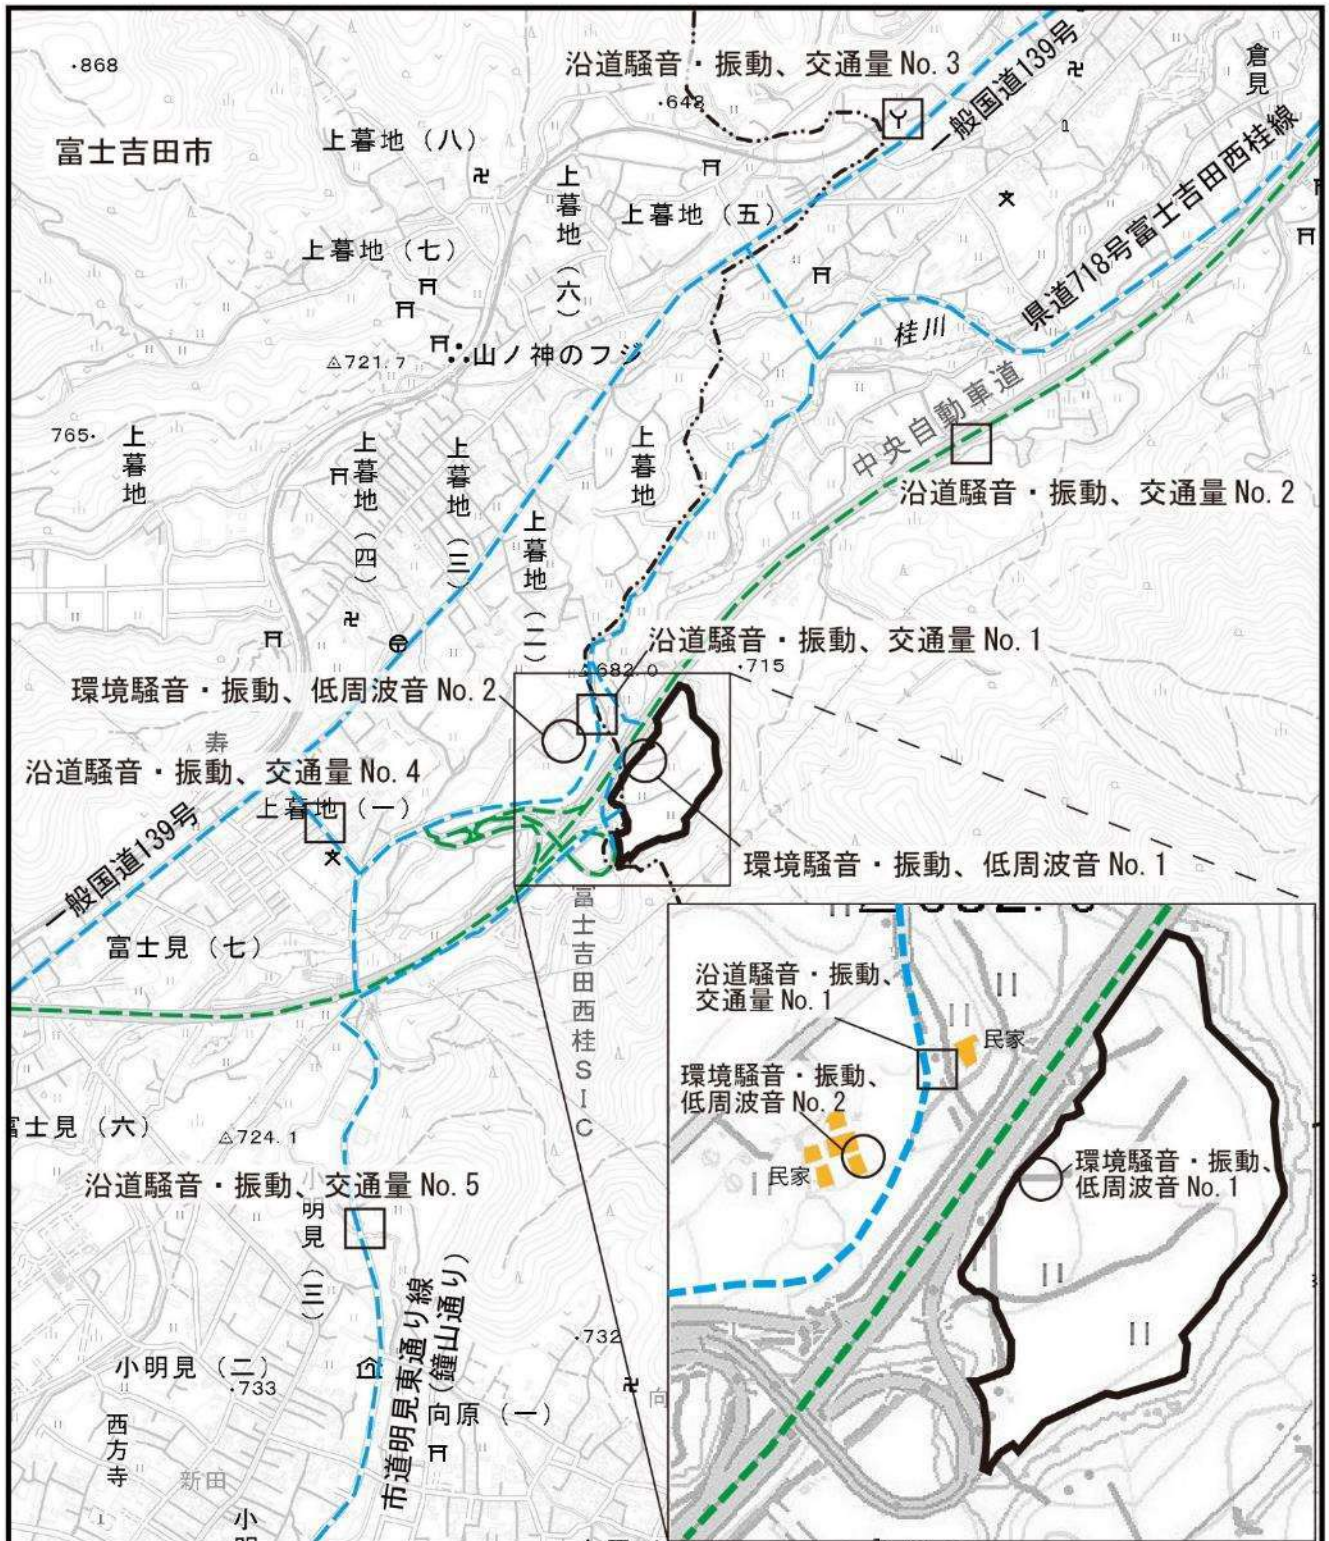 ・868
富士吉田市
沿道騒音・振動、交通量 No. 3
・648
一般国道139号
倉見
上暮地（八）
上暮地（六）
上暮地（五）
県道718号富士吉田西桂線
上暮地（七）
桂川
山ノ神のフジ
△721.7
中央自動車道
765・
上暮地
上暮地（四）
上暮地（三）
上暮地
沿道騒音・振動、交通量 No. 2
上暮地（二）
沿道騒音・振動、交通量 No. 1
△682.0
・715
環境騒音・振動、低周波音 No. 2
寿
沿道騒音・振動、交通量 No. 4
上暮地（一）
一般国道139号
環境騒音・振動、低周波音 No. 1
富士吉田西桂SIC
富士見（七）
富士見（六）
△724.1
沿道騒音・振動、交通量 No. 5
小明見（三）
市道明見東通り線
（鐘山通り）
・732
小明見（二）
・733
向原（一）
向
西方寺
新田
小明
沿道騒音・振動、
交通量 No. 1
民家
環境騒音・振動、
低周波音 No. 2
民家
環境騒音・振動、
低周波音 No. 1